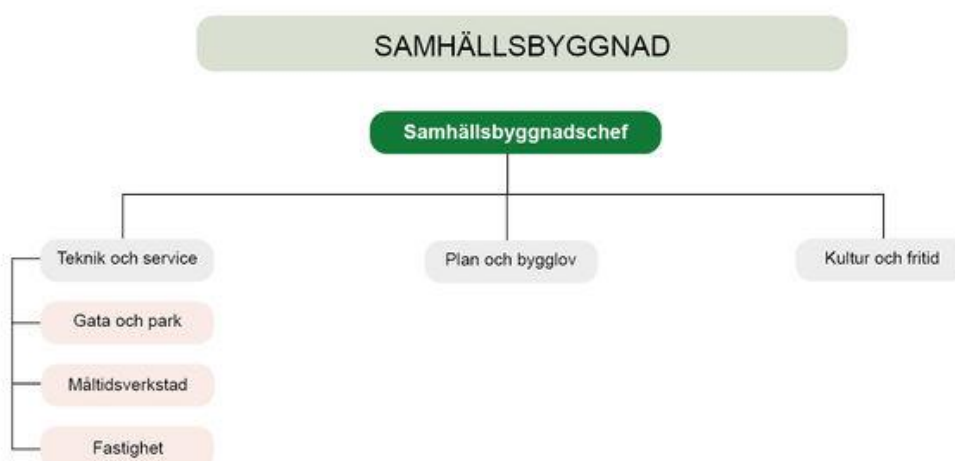 SAMHÄLLSBYGGNAD
Samhällsbyggnadschef
Teknik och service
Plan och bygglov
Kultur och fritid
Gata och park
Måltidsverkstad
Fastighet